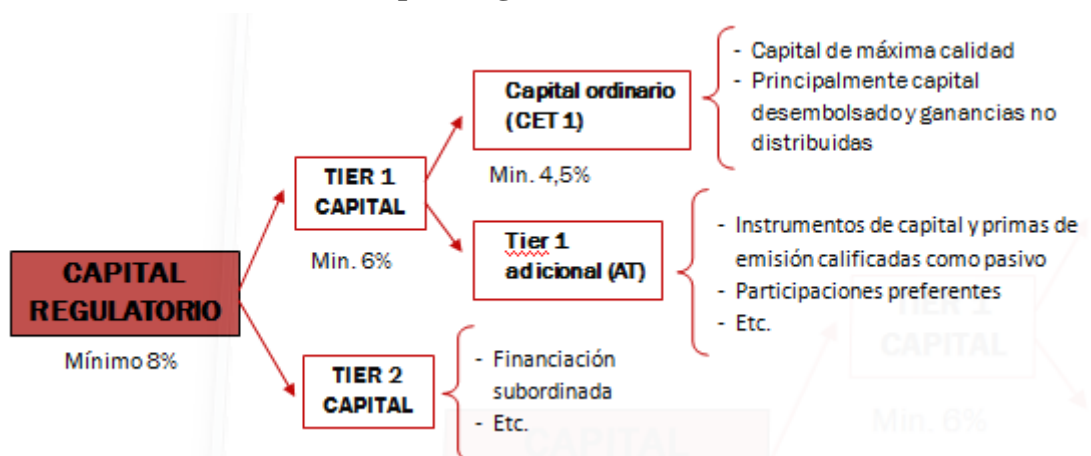 - Capital de máxima calidad
- Principalmente capital
desembolsado y ganancias no
distribuidas
Capital ordinario
(CET 1)
Min. 4,5%
TIER 1
CAPITAL
Min. 6%
Tier 1
adicional (AT)
- Instrumentos de capital y primas de
emisión calificadas como pasivo
- Participaciones preferentes
- Etc.
CAPITAL
REGULATORIO
Mínimo 8%
TIER 2
CAPITAL
- Financiación
subordinada
- Etc.
TIER 1
CAPITAL
Min. 6%
CAPITAL